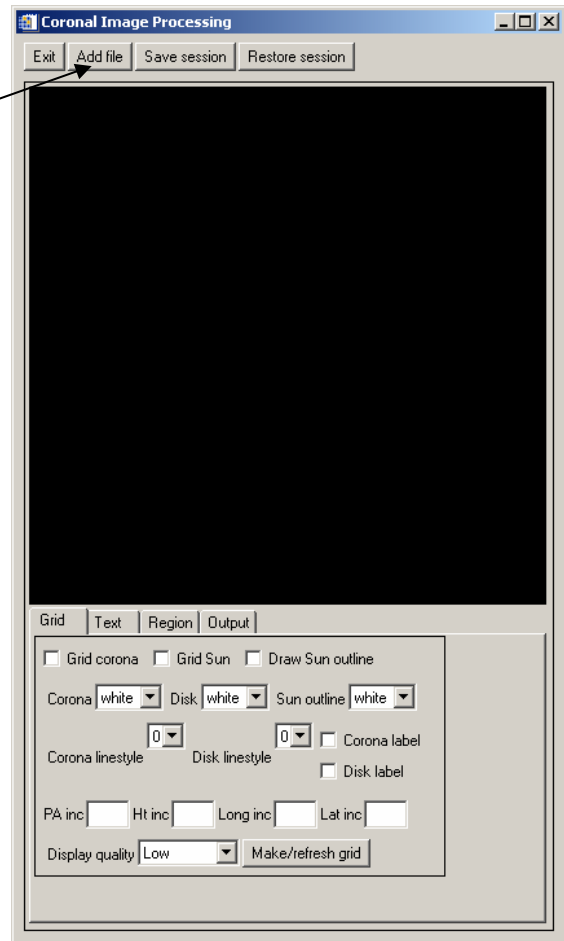 Coronal Image Processing
Exit Add file Save session Restore session
Grid Text Region Output
Grid corona Grid Sun Draw Sun outline
Corona white Disk white Sun outline white
Corona linestyle 0 Disk linestyle 0 Corona label
Disk label
PA inc Ht inc Long inc Lat inc
Display quality Low Make/refresh grid